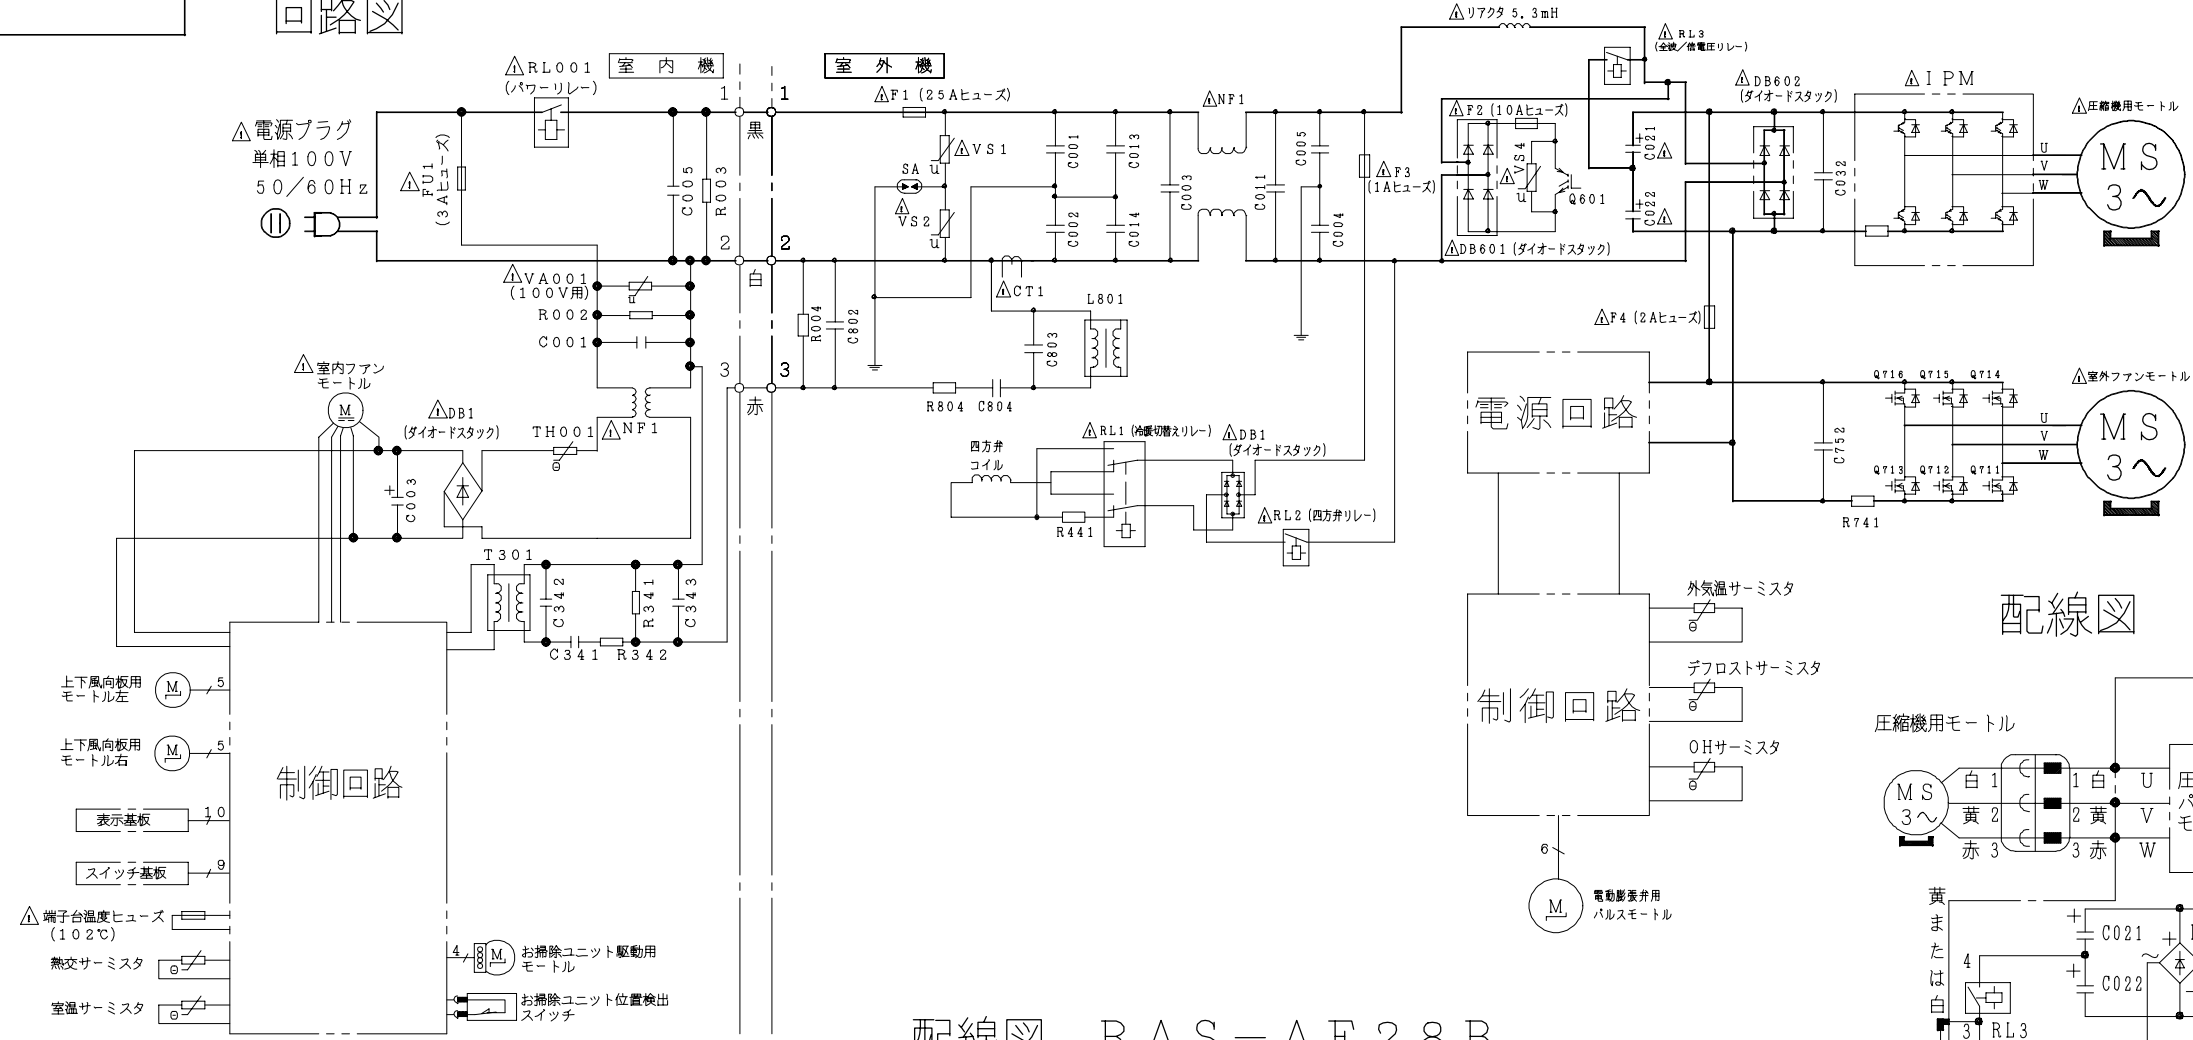 回路図
⚠RL001
(パワーリレー)
室内機
室外機
⚠電源プラグ
単相100V
50/60Hz
⚠FU1
(3Aヒューズ)
C005
R003
1
1
黒
2
2
白
3
3
赤
⚠F1(25Aヒューズ)
⚠VS1
u
SA
⚠VS2
u
C001
C013
C002
C014
C003
⚠NF1
C011
C005
C004
⚠F3
(1Aヒューズ)
⚠リアクタ 5.3mH
⚠RL3
(全波/倍電圧リレー)
⚠F2(10Aヒューズ)
⚠VS4
u
Q601
⚠DB601(ダイオードスタック)
+
C021
⚠
+
C022
⚠
⚠DB602
(ダイオードスタック)
C032
⚠IPM
U
V
W
⚠圧縮機用モートル
MS
3〜
⚠VA001
(100V用)
u
R002
C001
⚠NF1
R004
C802
⚠CT1
L801
C803
R804
C804
⚠室内ファン
モートル
M
⚠DB1
(ダイオードスタック)
TH001
θ
+
C003
T301
C342
R341
C343
C341
R342
四方弁
コイル
⚠RL1(冷暖切替えリレー)
R441
⚠DB1
(ダイオードスタック)
⚠RL2(四方弁リレー)
⚠F4(2Aヒューズ)
電源回路
C752
Q716
Q715
Q714
Q713
Q712
Q711
R741
U
V
W
⚠室外ファンモートル
MS
3〜
制御回路
外気温サーミスタ
θ
デフロストサーミスタ
θ
OHサーミスタ
θ
6
M
電動膨張弁用
パルスモートル
上下風向板用
モートル左
M
5
上下風向板用
モートル右
M
5
表示基板
10
スイッチ基板
9
⚠端子台温度ヒューズ
(102℃)
熱交サーミスタ
θ
室温サーミスタ
θ
制御回路
4
M
お掃除ユニット駆動用
モートル
お掃除ユニット位置検出
スイッチ
配線図
圧縮機用モートル
MS
3〜
白 1
1 白 U
黄 2
2 黄 V
赤 3
3 赤 W
圧
パ
モ
黄または白
+
C021
+
C022
+
〜
4
3
RL3
配線図 RAS-AF28B